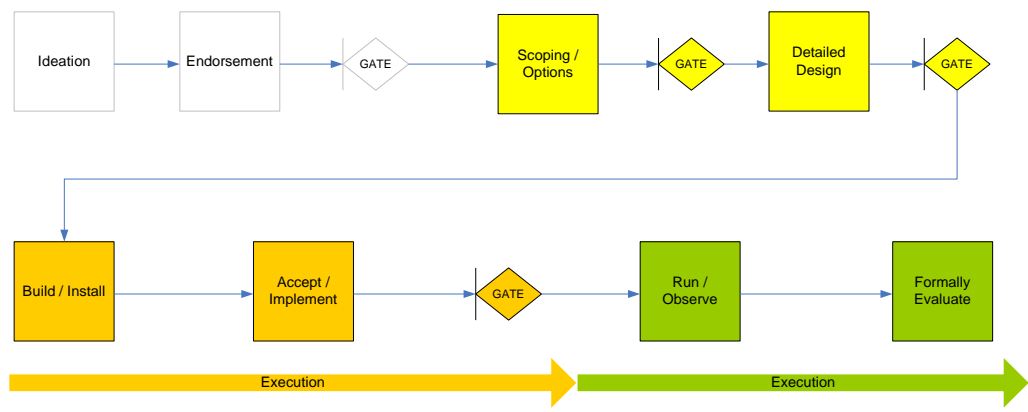 Ideation
Endorsement
GATE
Scoping /
Options
GATE
Detailed
Design
GATE
Build / Install
Accept /
Implement
GATE
Run /
Observe
Formally
Evaluate
Execution
Execution